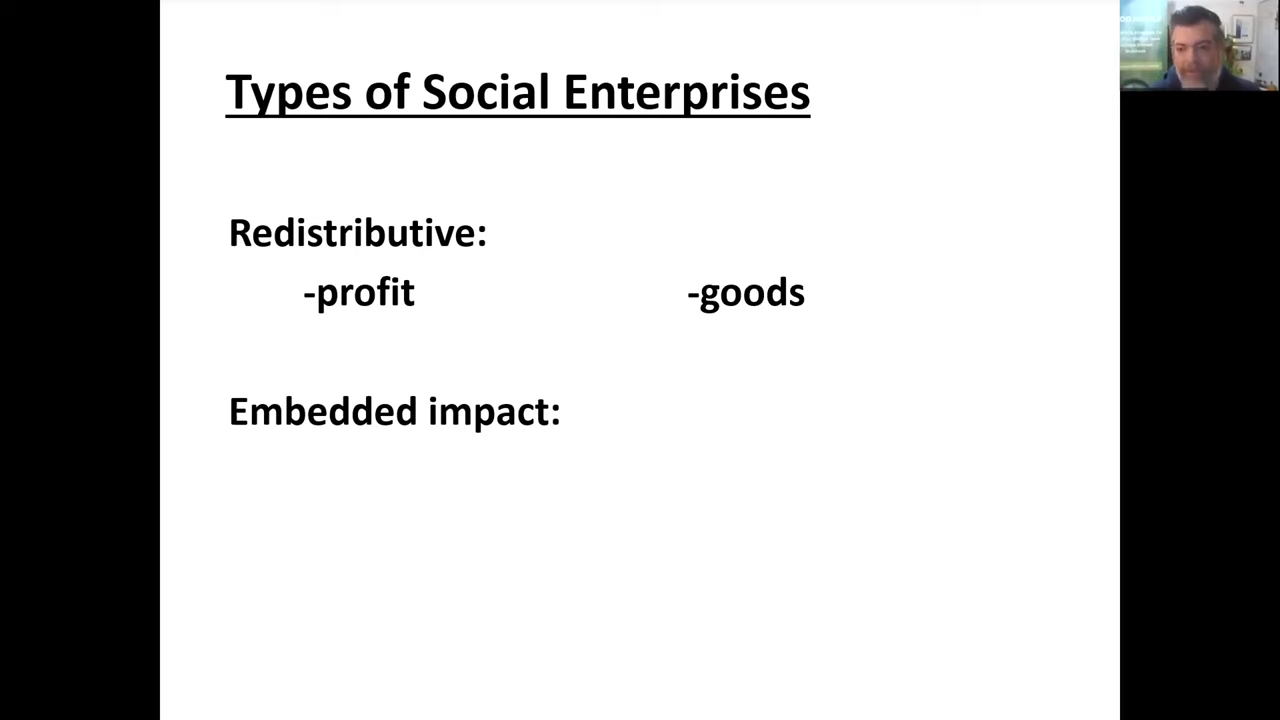 Types of Social Enterprises
Redistributive:
-profit -goods
Embedded impact: